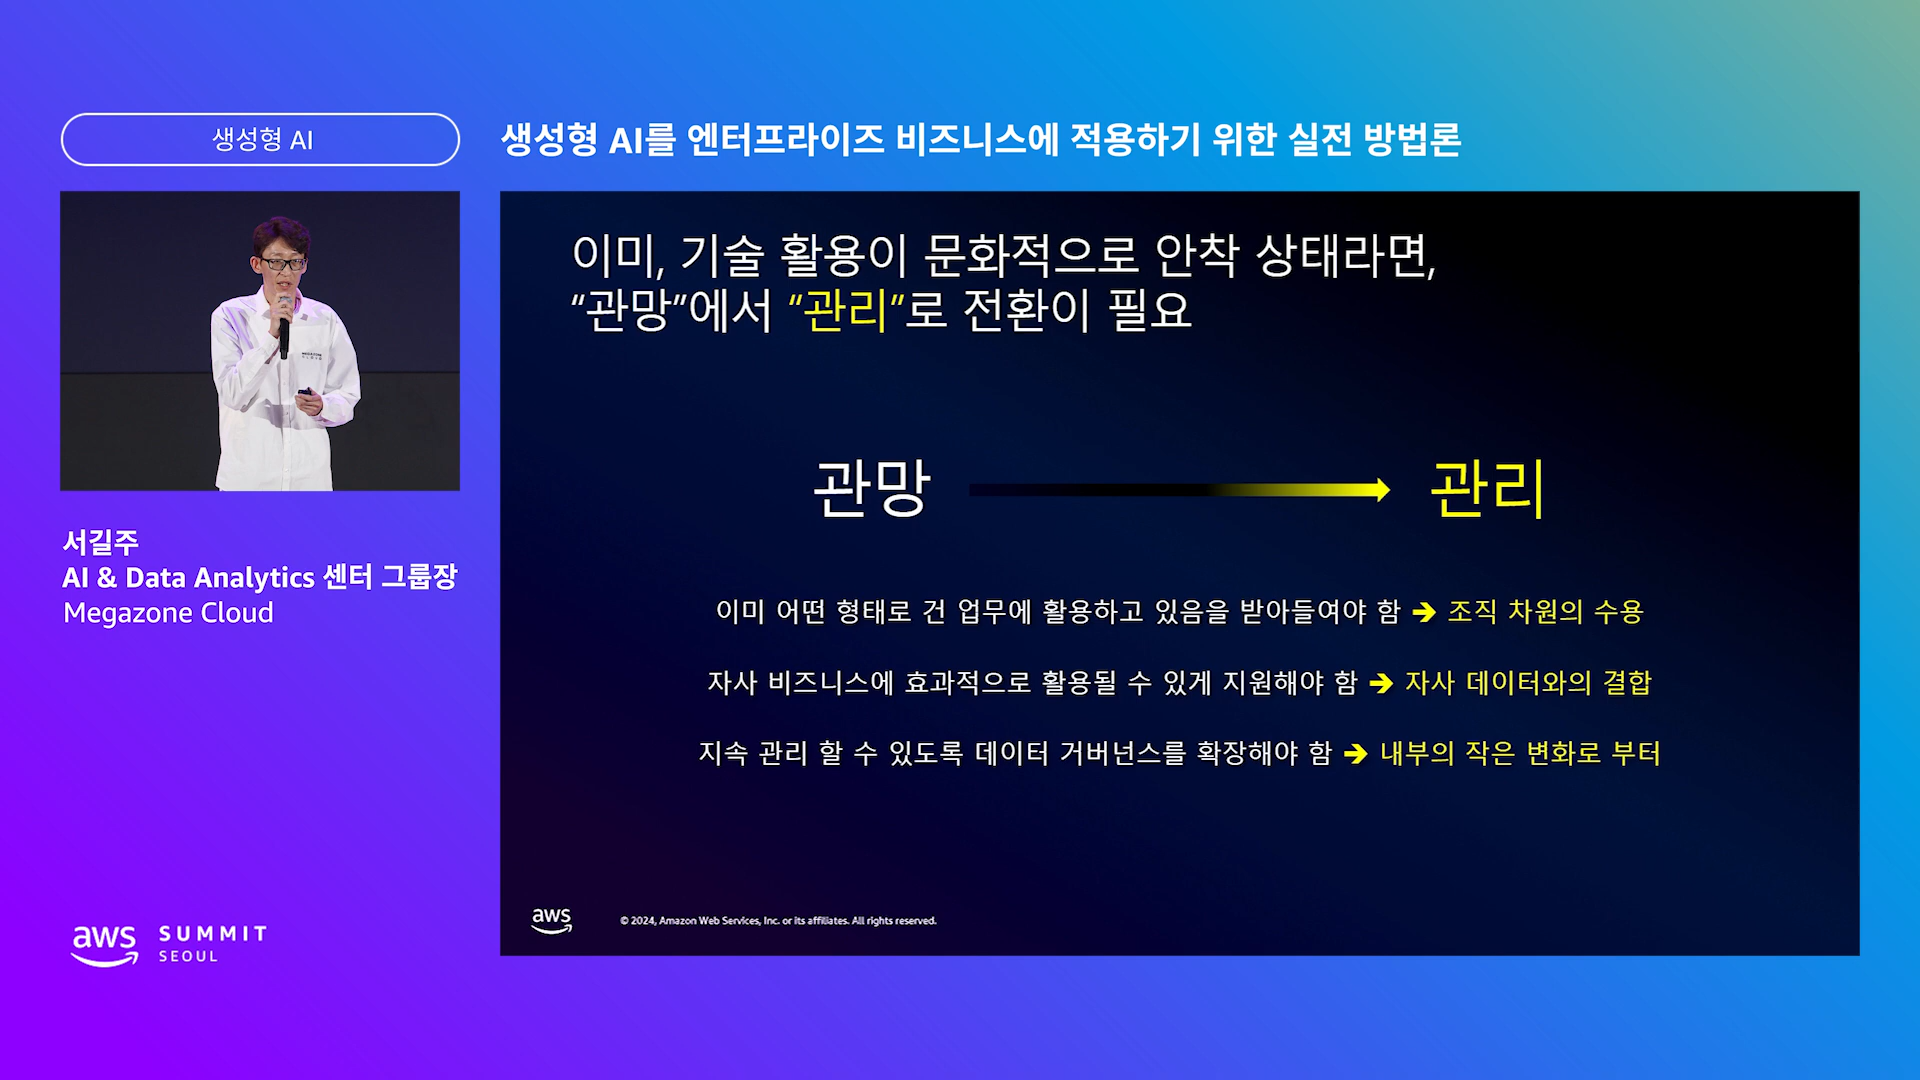 생성형 AI
생성형 AI를 엔터프라이즈 비즈니스에 적용하기 위한 실전 방법론
서길주
AI & Data Analytics 센터 그룹장
Megazone Cloud
이미, 기술 활용이 문화적으로 안착 상태라면,
“관망”에서 “관리”로 전환이 필요
관망 관리
이미 어떤 형태로 건 업무에 활용하고 있음을 받아들여야 함 ➔ 조직 차원의 수용
자사 비즈니스에 효과적으로 활용될 수 있게 지원해야 함 ➔ 자사 데이터와의 결합
지속 관리 할 수 있도록 데이터 거버넌스를 확장해야 함 ➔ 내부의 작은 변화로 부터
aws
© 2024, Amazon Web Services, Inc. or its affiliates. All rights reserved.
aws SUMMIT
SEOUL